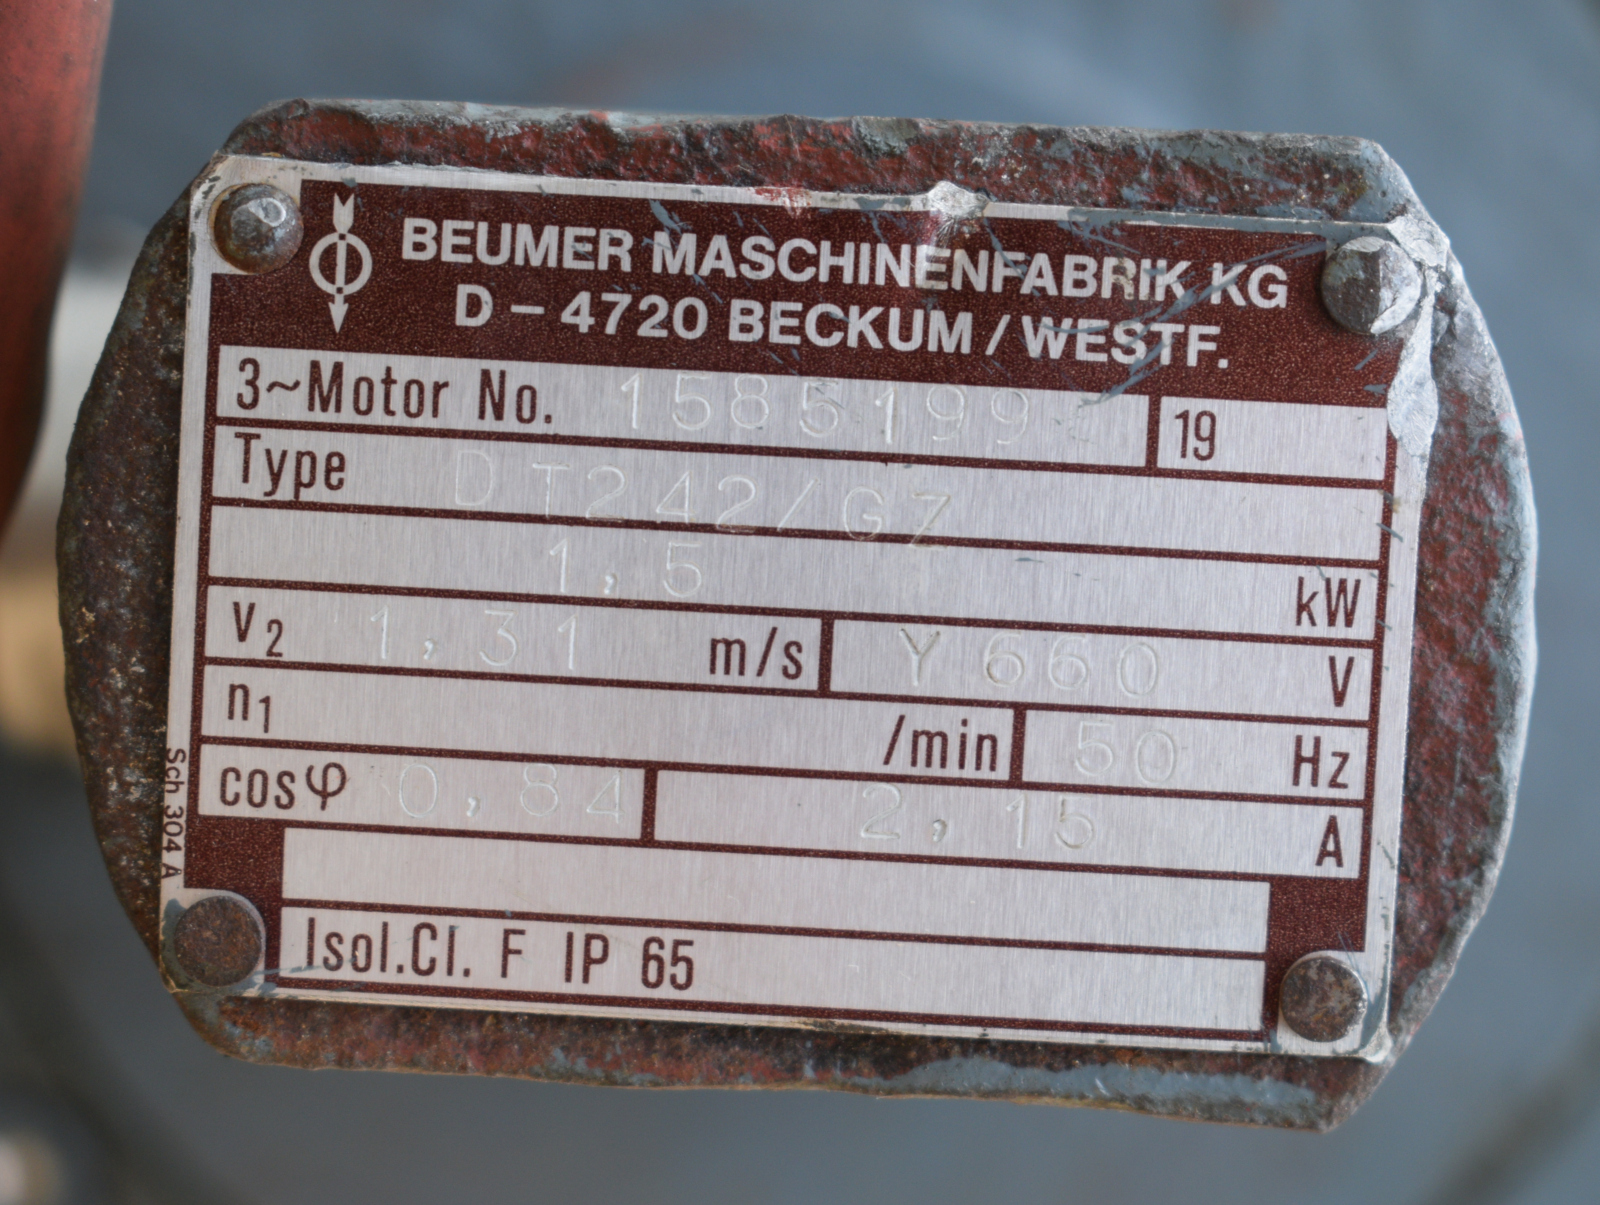 BEUMER MASCHINENFABRIK KG
D - 4720 BECKUM / WESTF.
3~Motor No. 1585199 19
Type DT242/GZ
1,5 kW
v2 1,31 m/s Y 660 V
n1 /min 50 Hz
cosφ 0,84 2,15 A
Isol.Cl. F IP 65
Sch 304 A